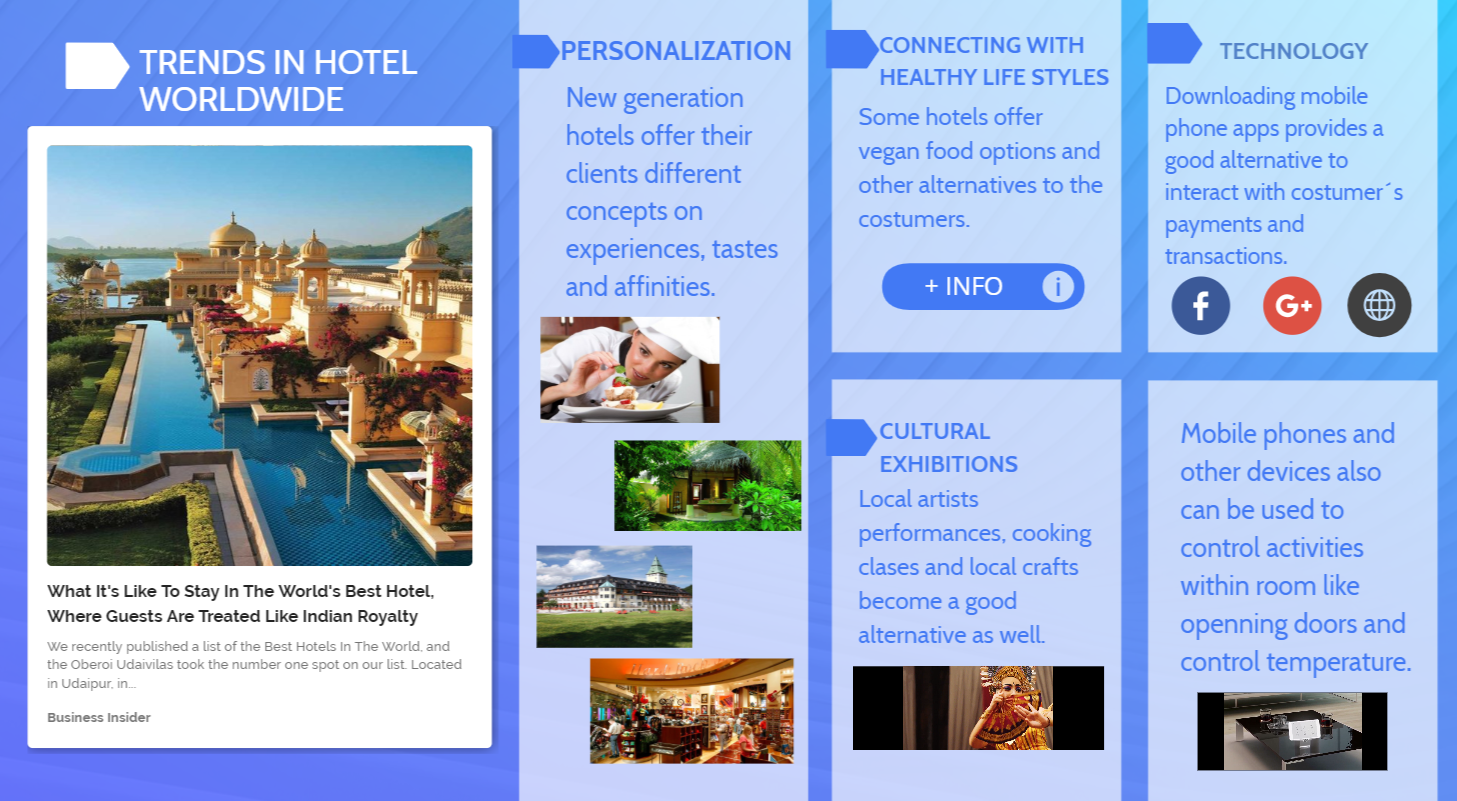 TRENDS IN HOTEL
WORLDWIDE
What It's Like To Stay In The World's Best Hotel,
Where Guests Are Treated Like Indian Royalty
We recently published a list of the Best Hotels In The World, and
the Oberoi Udaivilas took the number one spot on our list. Located
in Udaipur, in...
Business Insider
PERSONALIZATION
New generation
hotels offer their
clients different
concepts on
experiences, tastes
and affinities.
CONNECTING WITH
HEALTHY LIFE STYLES
Some hotels offer
vegan food options and
other alternatives to the
costumers.
+ INFO i
CULTURAL
EXHIBITIONS
Local artists
performances, cooking
clases and local crafts
become a good
alternative as well.
TECHNOLOGY
Downloading mobile
phone apps provides a
good alternative to
interact with costumer´s
payments and
transactions.
f G+
Mobile phones and
other devices also
can be used to
control activities
within room like
openning doors and
control temperature.